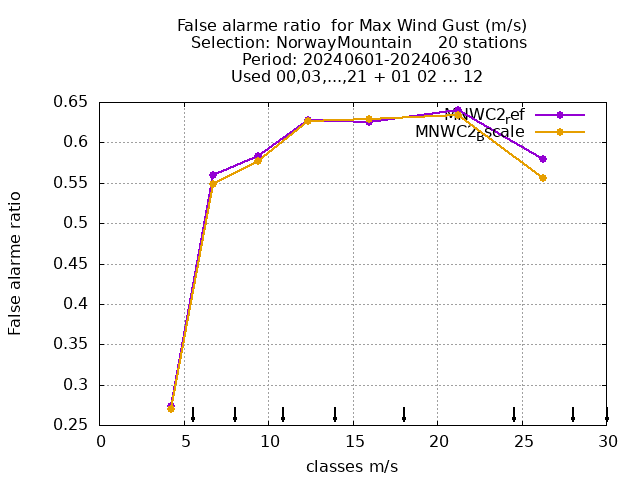 False alarme ratio  for Max Wind Gust (m/s)
Selection: NorwayMountain     20 stations
Period: 20240601-20240630
Used 00,03,...,21 + 01 02 ... 12
0.65
0.6
0.55
0.5
0.45
0.4
0.35
0.3
0.25
False alarme ratio
MNWC2_ref
MNWC2_Bscale
0 5 10 15 20 25 30
classes m/s